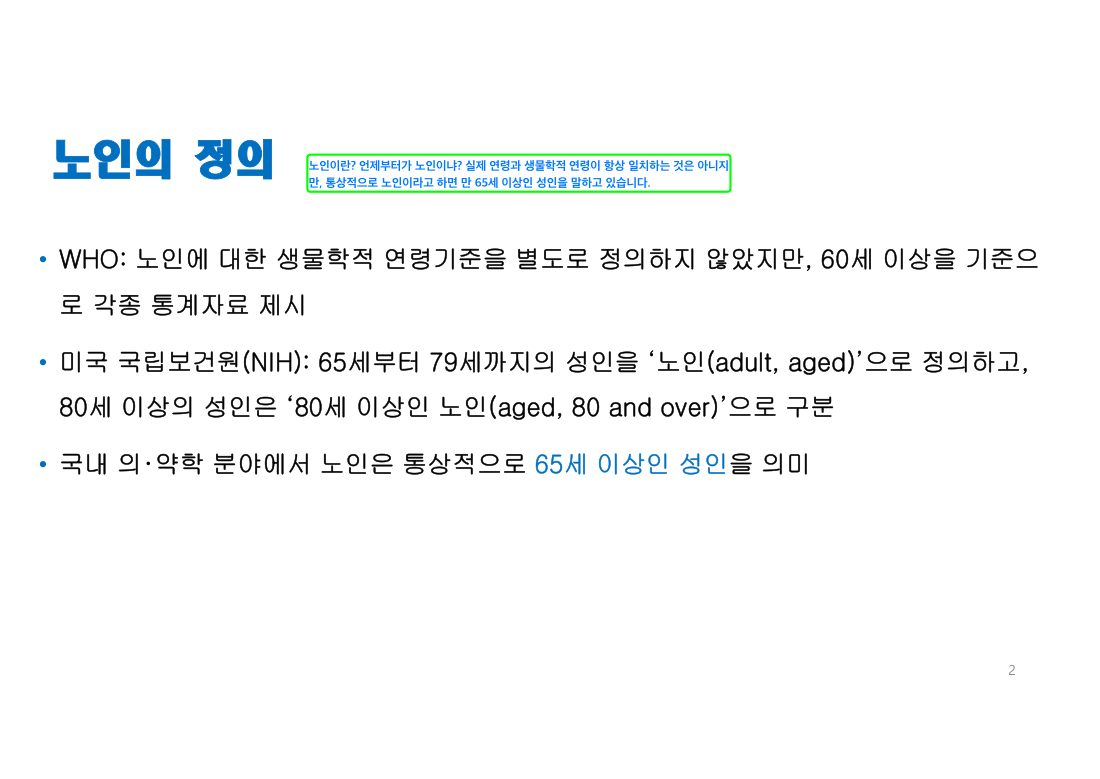 노인의 정의
노인이란? 언제부터가 노인이냐? 실제 연령과 생물학적 연령이 항상 일치하는 것은 아니지
만, 통상적으로 노인이라고 하면 만 65세 이상인 성인을 말하고 있습니다.
• WHO: 노인에 대한 생물학적 연령기준을 별도로 정의하지 않았지만, 60세 이상을 기준으
로 각종 통계자료 제시
• 미국 국립보건원(NIH): 65세부터 79세까지의 성인을 ‘노인(adult, aged)’으로 정의하고,
80세 이상의 성인은 ‘80세 이상인 노인(aged, 80 and over)’으로 구분
• 국내 의·약학 분야에서 노인은 통상적으로 65세 이상인 성인을 의미
2